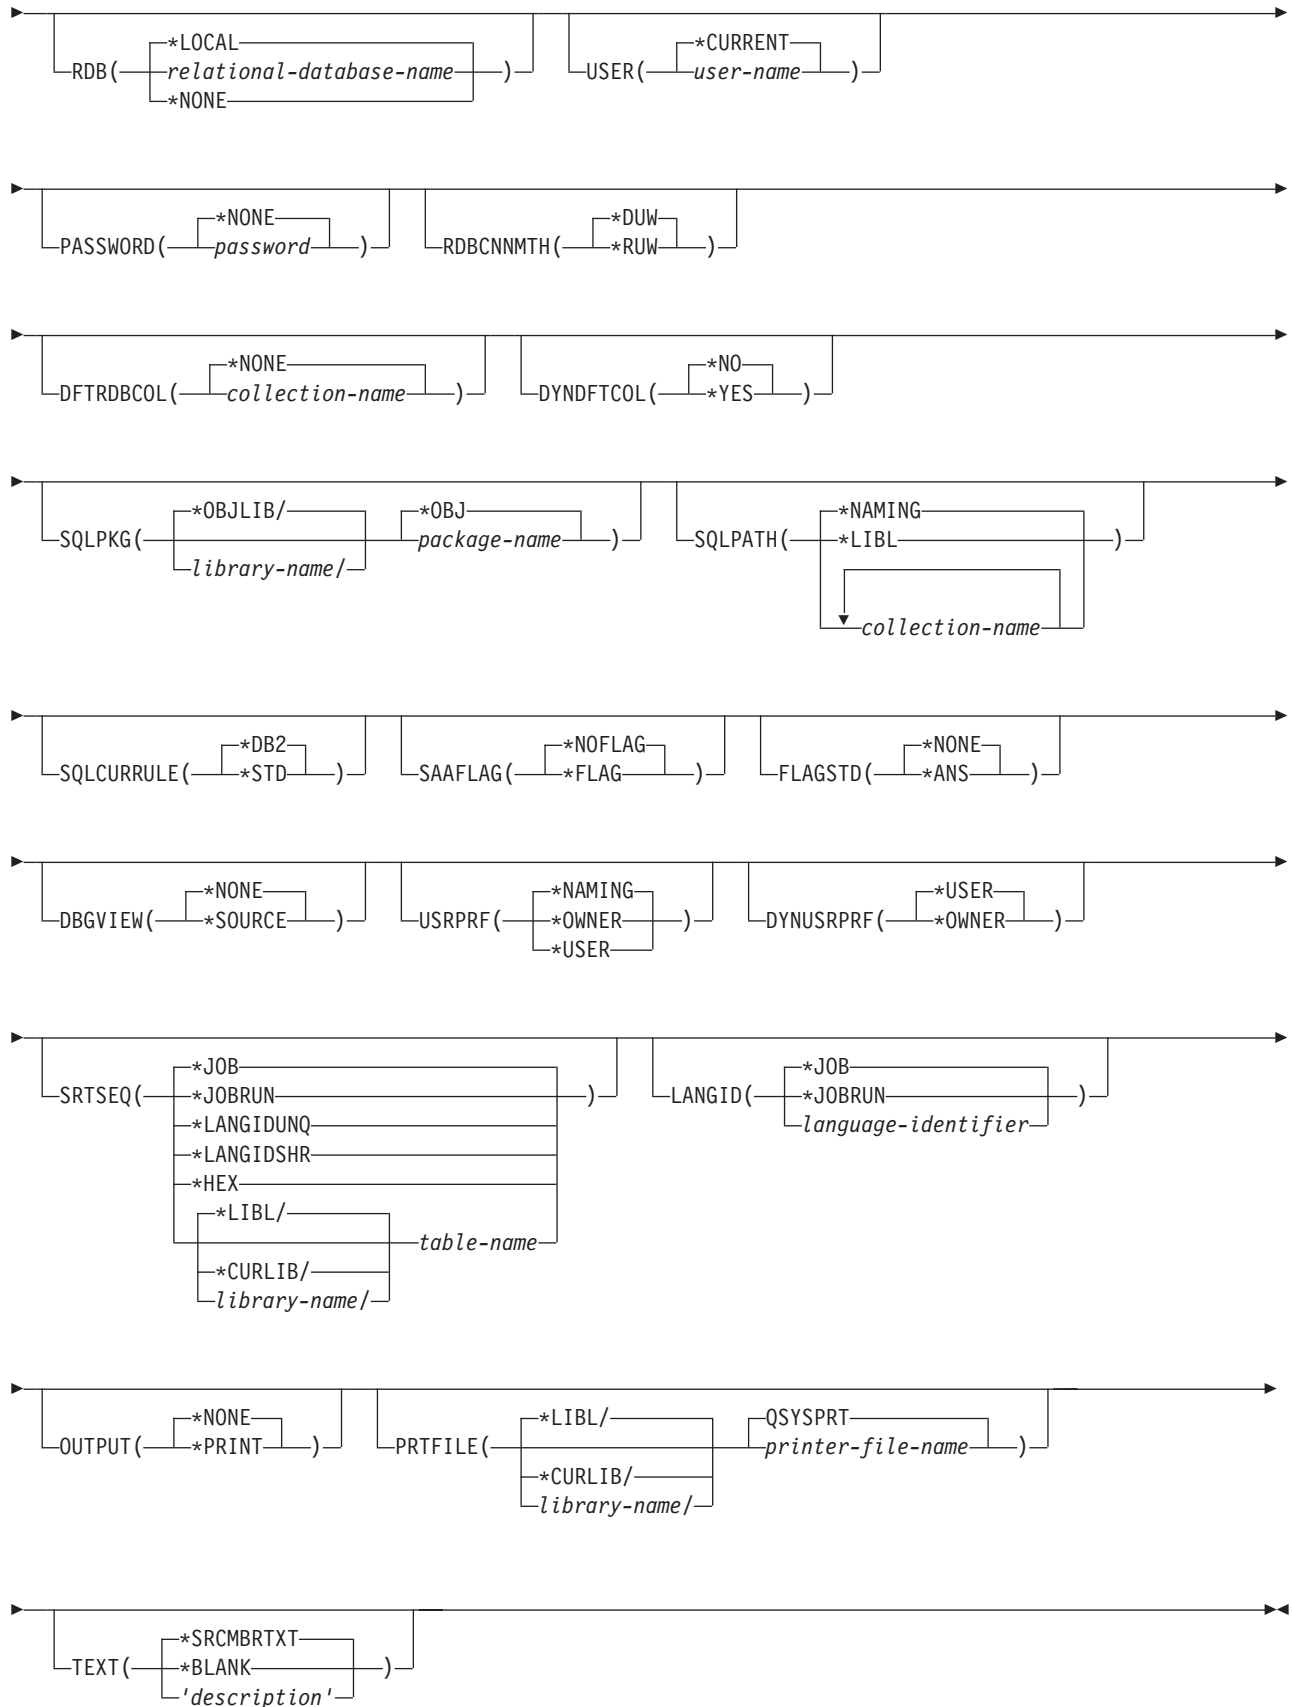 *LOCAL *CURRENT
RDB( relational-database-name ) USER( user-name )
*NONE
*NONE *DUW
PASSWORD( password ) RDBCNNMTH( *RUW )
*NONE *NO
DFTRDBCOL( collection-name ) DYNDFTCOL( *YES )
*OBJLIB/ *OBJ *NAMING
SQLPKG( package-name ) SQLPATH( *LIBL )
library-name/
collection-name
*DB2 *NOFLAG *NONE
SQLCURRULE( *STD ) SAAFLAG( *FLAG ) FLAGSTD( *ANS )
*NONE *NAMING *USER
DBGVIEW( *SOURCE ) USRPRF( *OWNER ) DYNUSRPRF( *OWNER )
*USER
*JOB *JOB
SRTSEQ( *JOBRUN ) LANGID( *JOBRUN )
*LANGIDUNQ language-identifier
*LANGIDSHR
*HEX
*LIBL/
table-name
*CURLIB/
library-name/
*NONE *LIBL/ QSYSPRT
OUTPUT( *PRINT ) PRTFILE( printer-file-name )
*CURLIB/
library-name/
*SRCMBRTXT
TEXT( *BLANK )
'description'